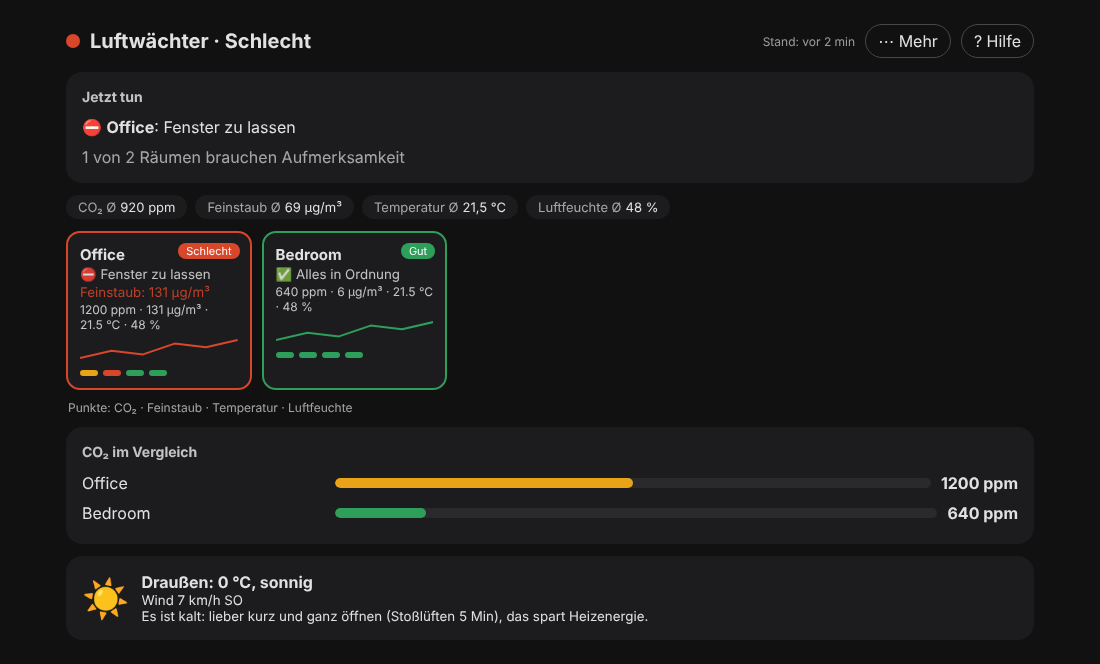 Luftwächter · Schlecht
Stand: vor 2 min
⋯ Mehr
? Hilfe
Jetzt tun
⛔ Office: Fenster zu lassen
1 von 2 Räumen brauchen Aufmerksamkeit
CO₂ Ø 920 ppm
Feinstaub Ø 69 µg/m³
Temperatur Ø 21,5 °C
Luftfeuchte Ø 48 %
Office
Schlecht
⛔ Fenster zu lassen
Feinstaub: 131 µg/m³
1200 ppm · 131 µg/m³ ·
21.5 °C · 48 %
Bedroom
Gut
✅ Alles in Ordnung
640 ppm · 6 µg/m³ · 21.5 °C
· 48 %
Punkte: CO₂ · Feinstaub · Temperatur · Luftfeuchte
CO₂ im Vergleich
Office 1200 ppm
Bedroom 640 ppm
Draußen: 0 °C, sonnig
Wind 7 km/h SO
Es ist kalt: lieber kurz und ganz öffnen (Stoßlüften 5 Min), das spart Heizenergie.